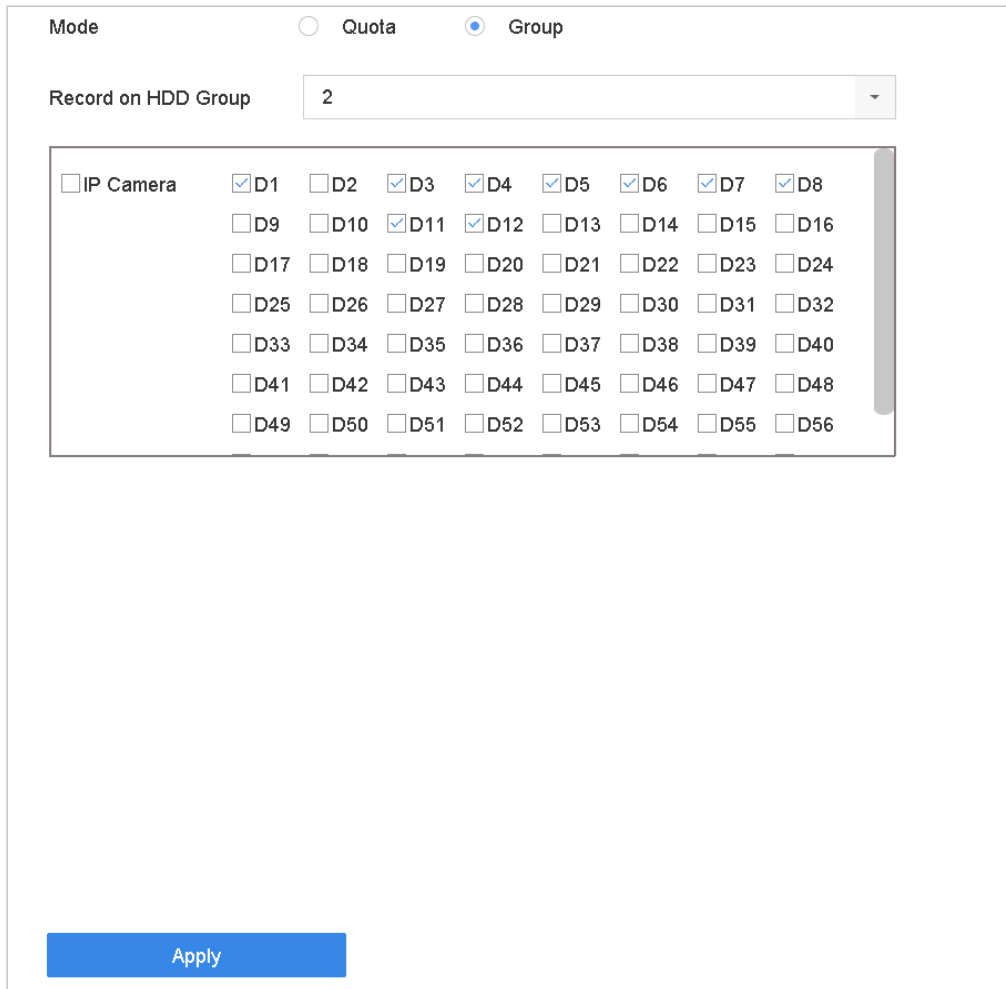 Mode Quota Group
Record on HDD Group 2
IP Camera D1 D2 D3 D4 D5 D6 D7 D8
D9 D10 D11 D12 D13 D14 D15 D16
D17 D18 D19 D20 D21 D22 D23 D24
D25 D26 D27 D28 D29 D30 D31 D32
D33 D34 D35 D36 D37 D38 D39 D40
D41 D42 D43 D44 D45 D46 D47 D48
D49 D50 D51 D52 D53 D54 D55 D56
Apply